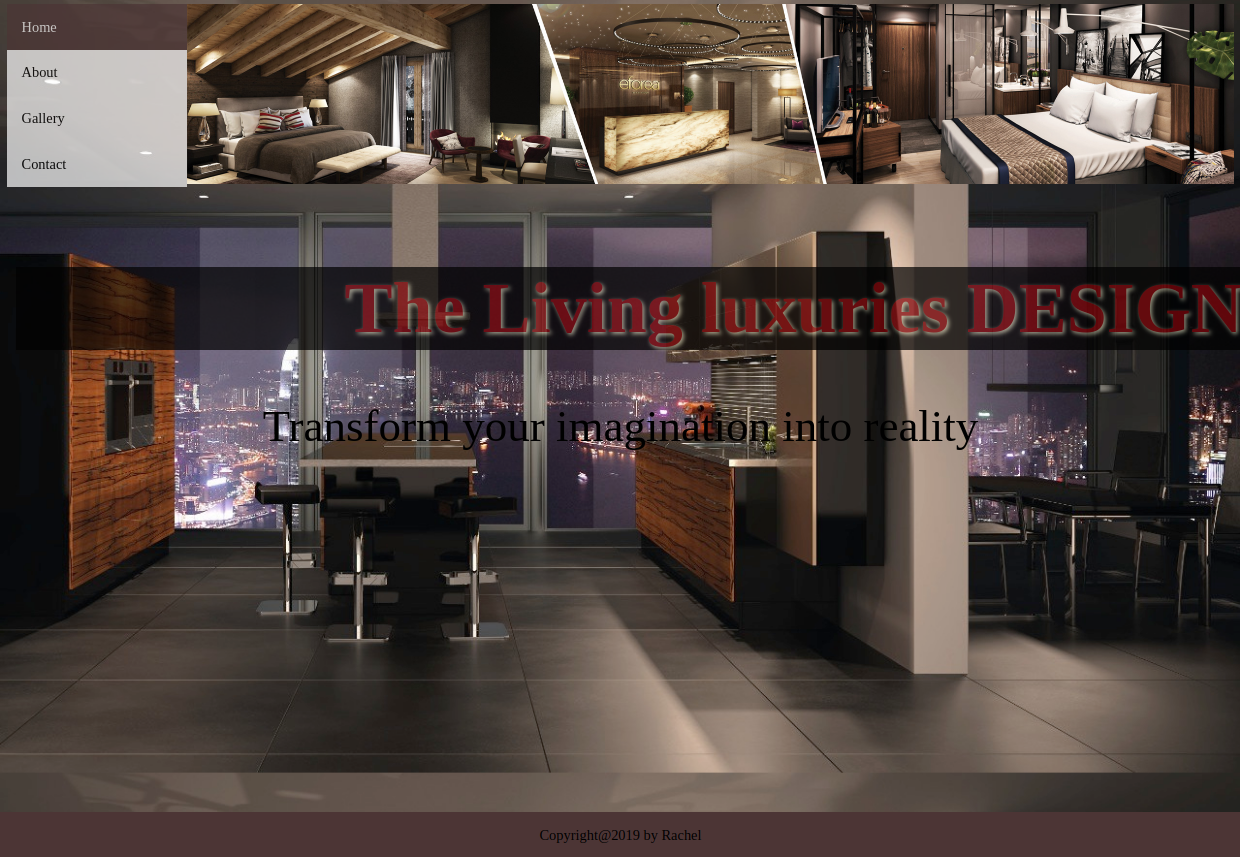 Home
About
Gallery
Contact
etorea
The Living luxuries DESIGN
Transform your imagination into reality
Copyright@2019 by Rachel